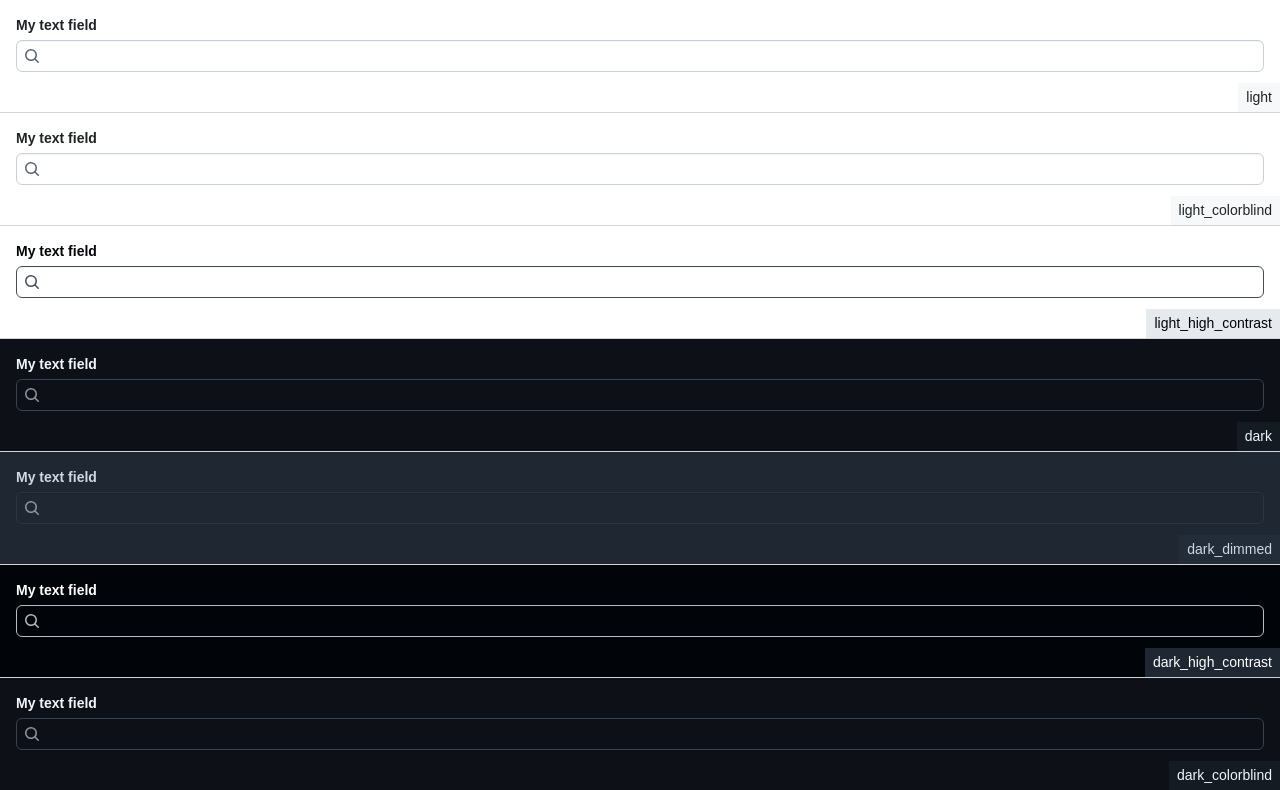 My text field
light
My text field
light_colorblind
My text field
light_high_contrast
My text field
dark
My text field
dark_dimmed
My text field
dark_high_contrast
My text field
dark_colorblind